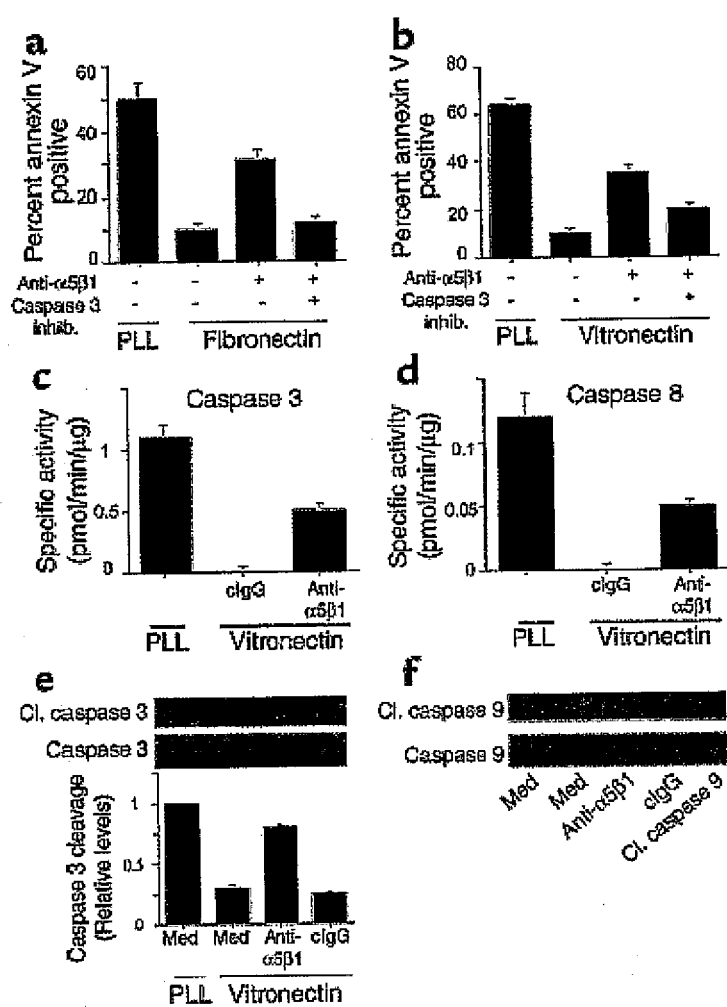 a
Percent annexin V positive
60
40
20
0
Anti-α5β1 - - + +
Caspase 3 inhib. - - - +
PLL Fibronectin
b
Percent annexin V positive
80
60
40
20
0
Anti-α5β1 - - + +
Caspase 3 inhib. - - - +
PLL Vitronectin
c
Caspase 3
Specific activity (pmol/min/μg)
1
0.5
0
cIgG Anti-α5β1
PLL Vitronectin
d
Caspase 8
Specific activity (pmol/min/μg)
0.1
0.05
0
cIgG Anti-α5β1
PLL Vitronectin
e
Cl. caspase 3
Caspase 3
Caspase 3 cleavage (Relative levels)
1
0.5
0
Med Med Anti-α5β1 cIgG
PLL Vitronectin
f
Cl. caspase 9
Caspase 9
Med Med Anti-α5β1 cIgG Cl. caspase 9